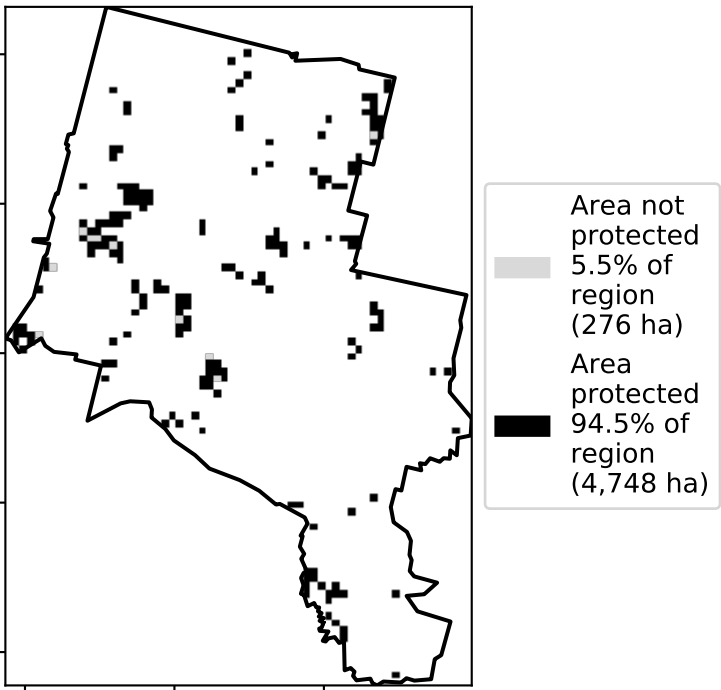 Area not
protected
5.5% of
region
(276 ha)
Area
protected
94.5% of
region
(4,748 ha)